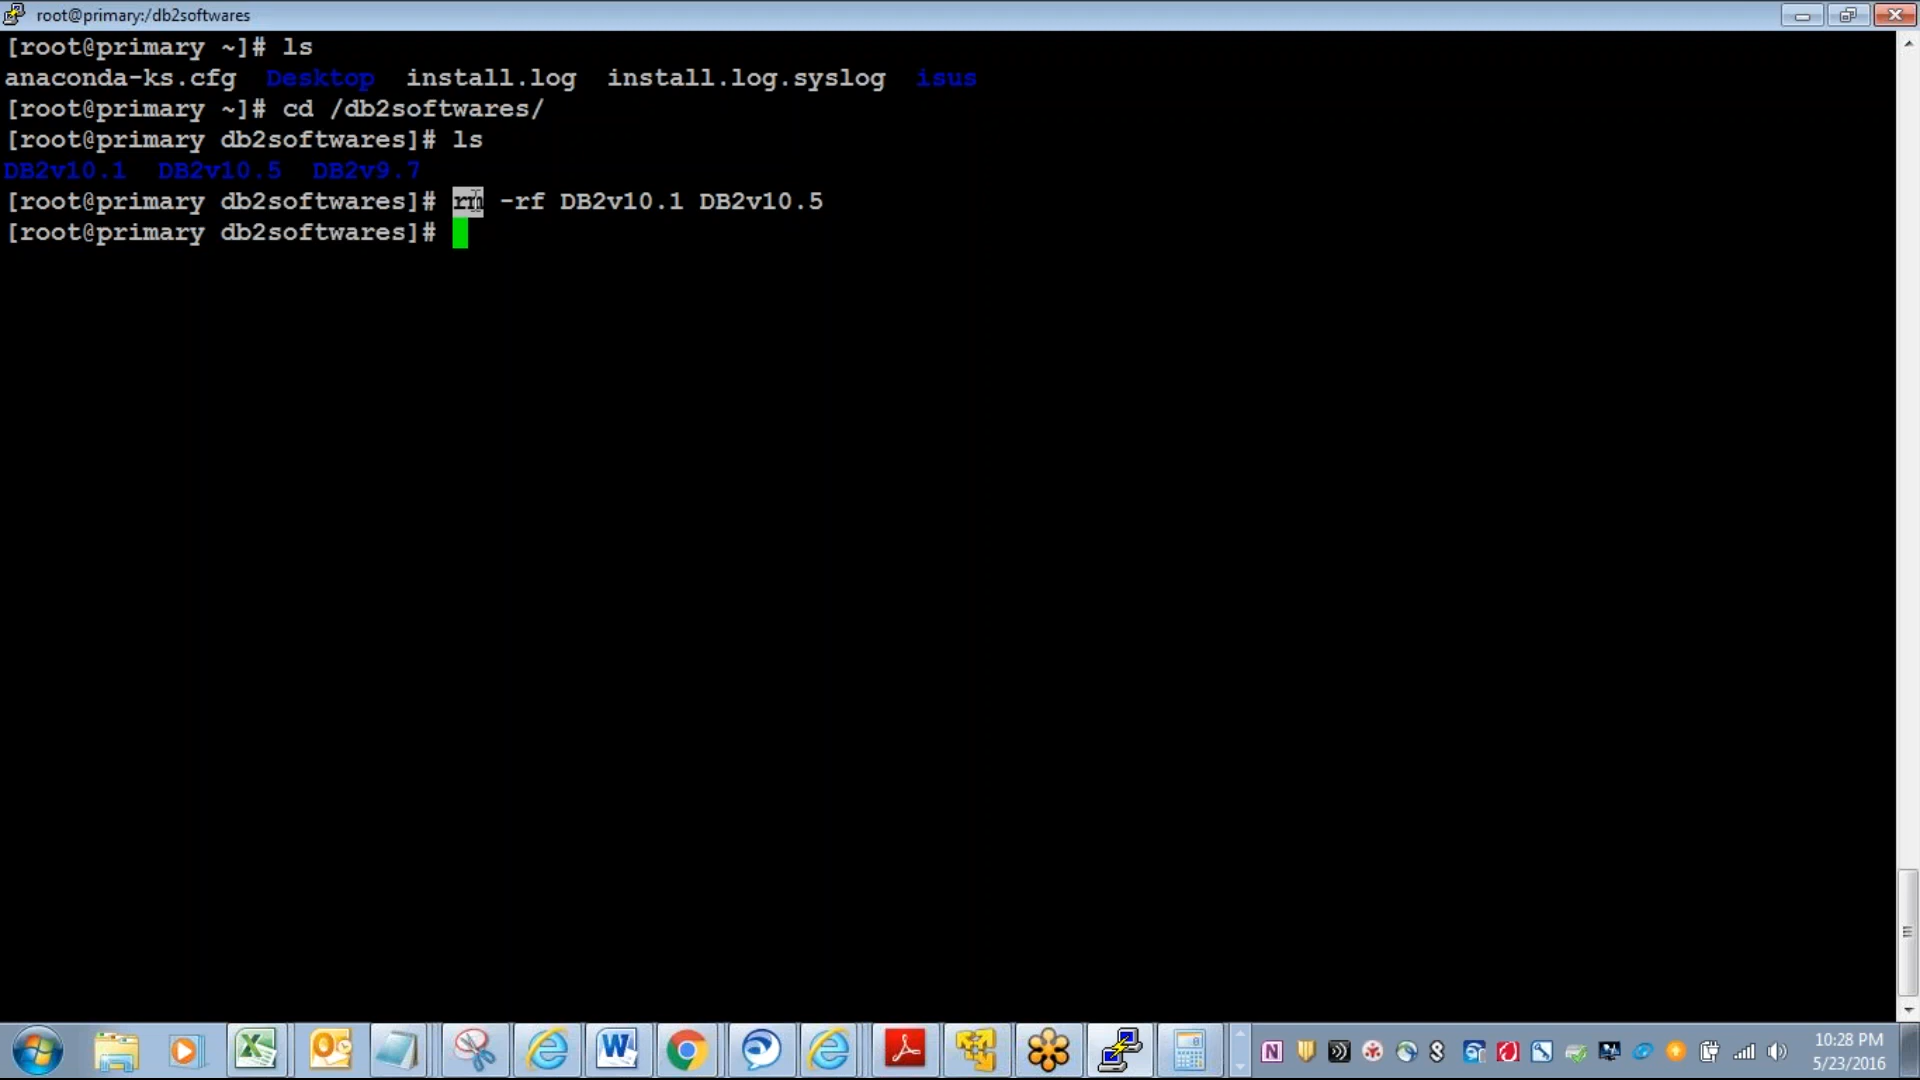 root@primary:/db2softwares
[root@primary ~]# ls
anaconda-ks.cfg  Desktop  install.log  install.log.syslog  isus
[root@primary ~]# cd /db2softwares/
[root@primary db2softwares]# ls
DB2v10.1  DB2v10.5  DB2v9.7
[root@primary db2softwares]# rm -rf DB2v10.1 DB2v10.5
[root@primary db2softwares]#
10:28 PM
5/23/2016